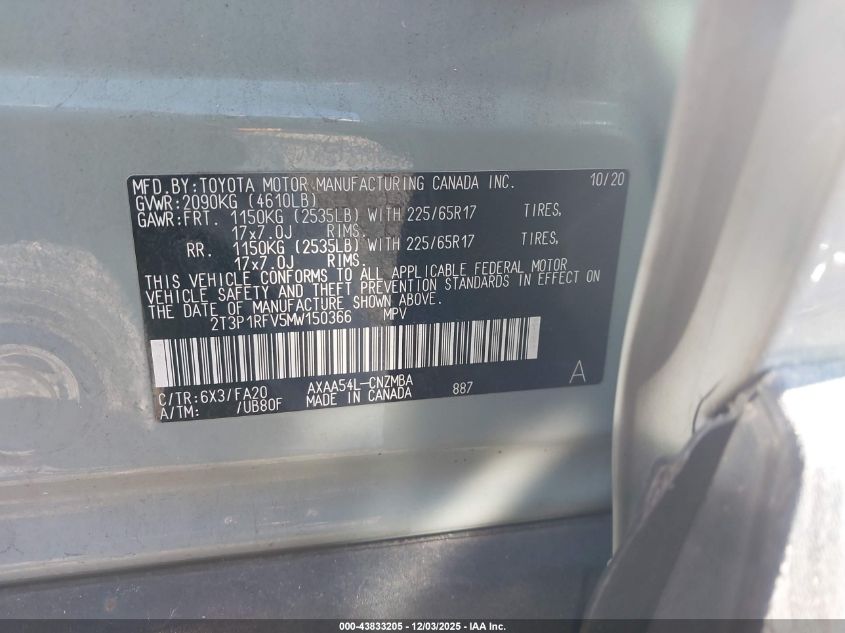 MFD.BY:TOYOTA MOTOR MANUFACTURING CANADA INC. 10/20
GVWR:2090KG (4610LB)
GAWR:FRT. 1150KG (2535LB) WITH 225/65R17 TIRES,
17x7.0J RIMS.
RR. 1150KG (2535LB) WITH 225/65R17 TIRES,
17x7.0J RIMS.
THIS VEHICLE CONFORMS TO ALL APPLICABLE FEDERAL MOTOR
VEHICLE SAFETY AND THEFT PREVENTION STANDARDS IN EFFECT ON
THE DATE OF MANUFACTURE SHOWN ABOVE.
2T3P1RFV5MW150366 MPV
C/TR:6X3/FA20 AXAA54L-CNZMBA 887 A
A/TM: /UB80F MADE IN CANADA
000-43833205 - 12/03/2025 - IAA Inc.